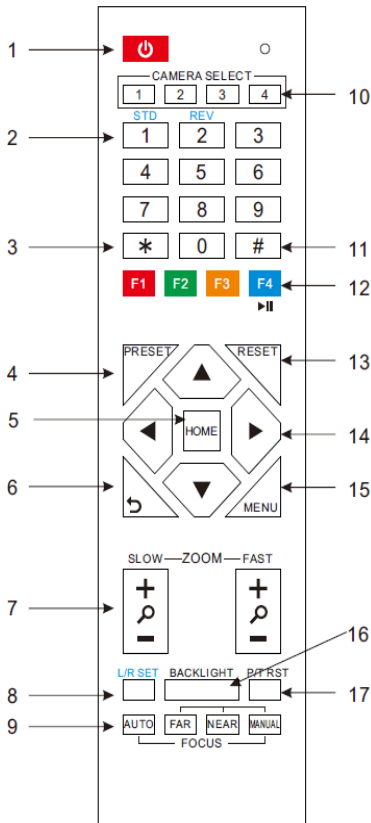 1
CAMERA SELECT
1 2 3 4
10
STD REV
2
1 2 3
4 5 6
7 8 9
3
* 0 #
11
F1 F2 F3 F4
12
PRESET RESET
13
4
5
HOME
14
6
MENU
15
SLOW ZOOM FAST
+ +
7
- -
16
L/R SET BACKLIGHT P/T RST
8
17
9
AUTO FAR NEAR MANUAL
FOCUS